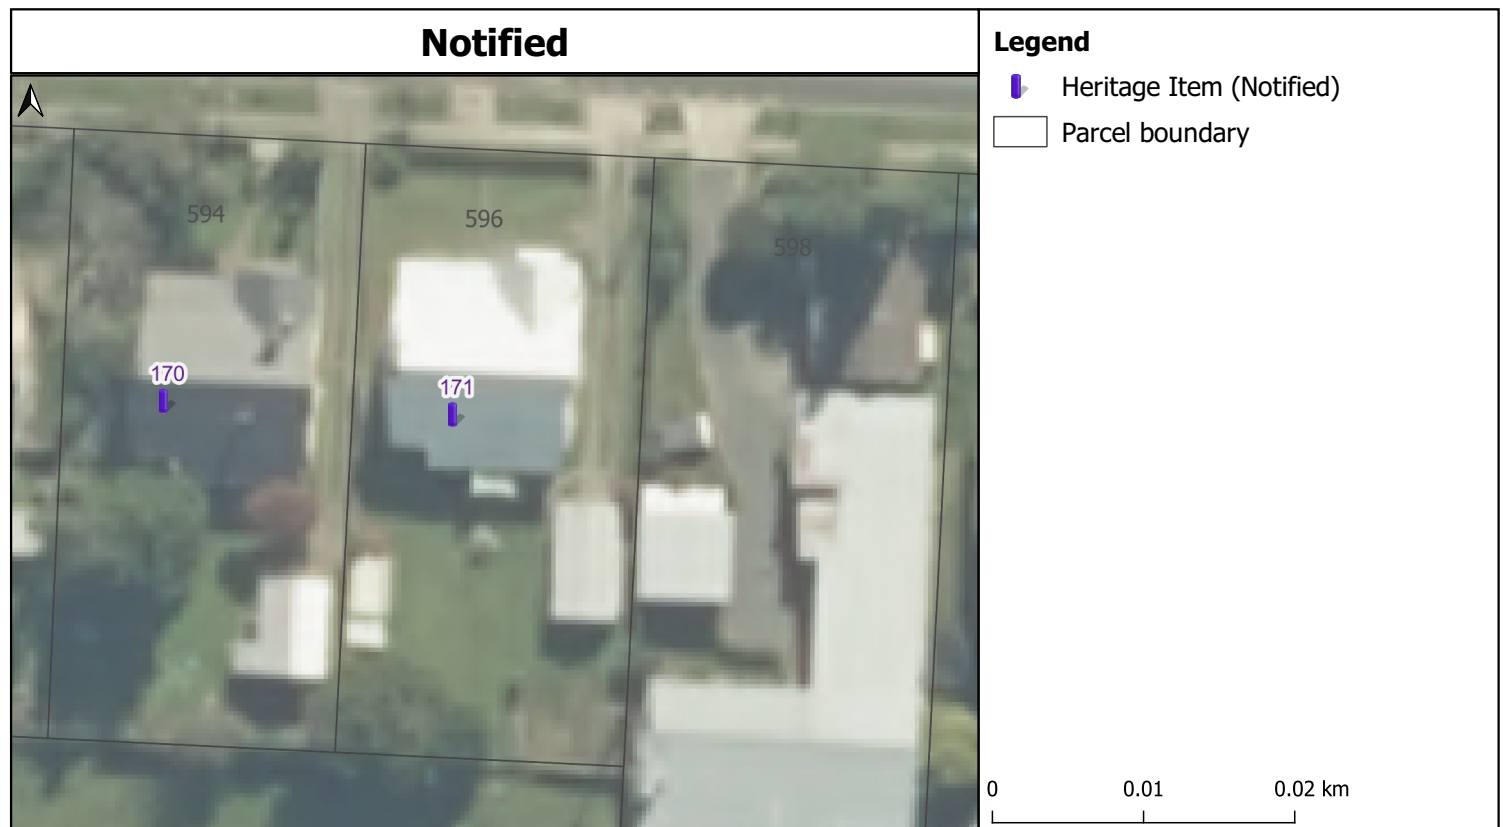 Notified
594
596
598
170
171
Legend
Heritage Item (Notified)
Parcel boundary
0 0.01 0.02 km